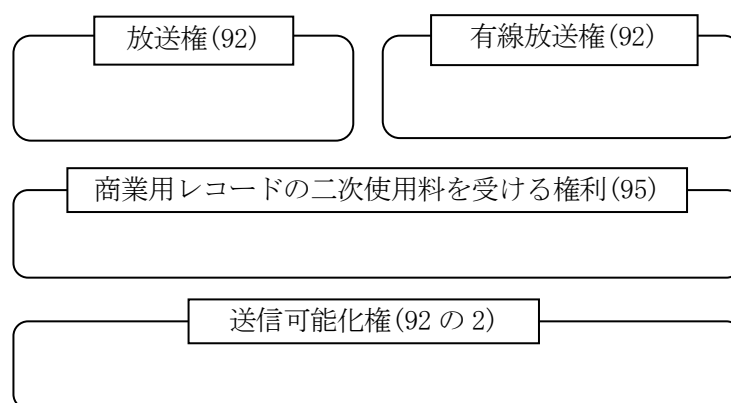 放送権(92)
有線放送権(92)
商業用レコードの二次使用料を受ける権利(95)
送信可能化権(92 の 2)